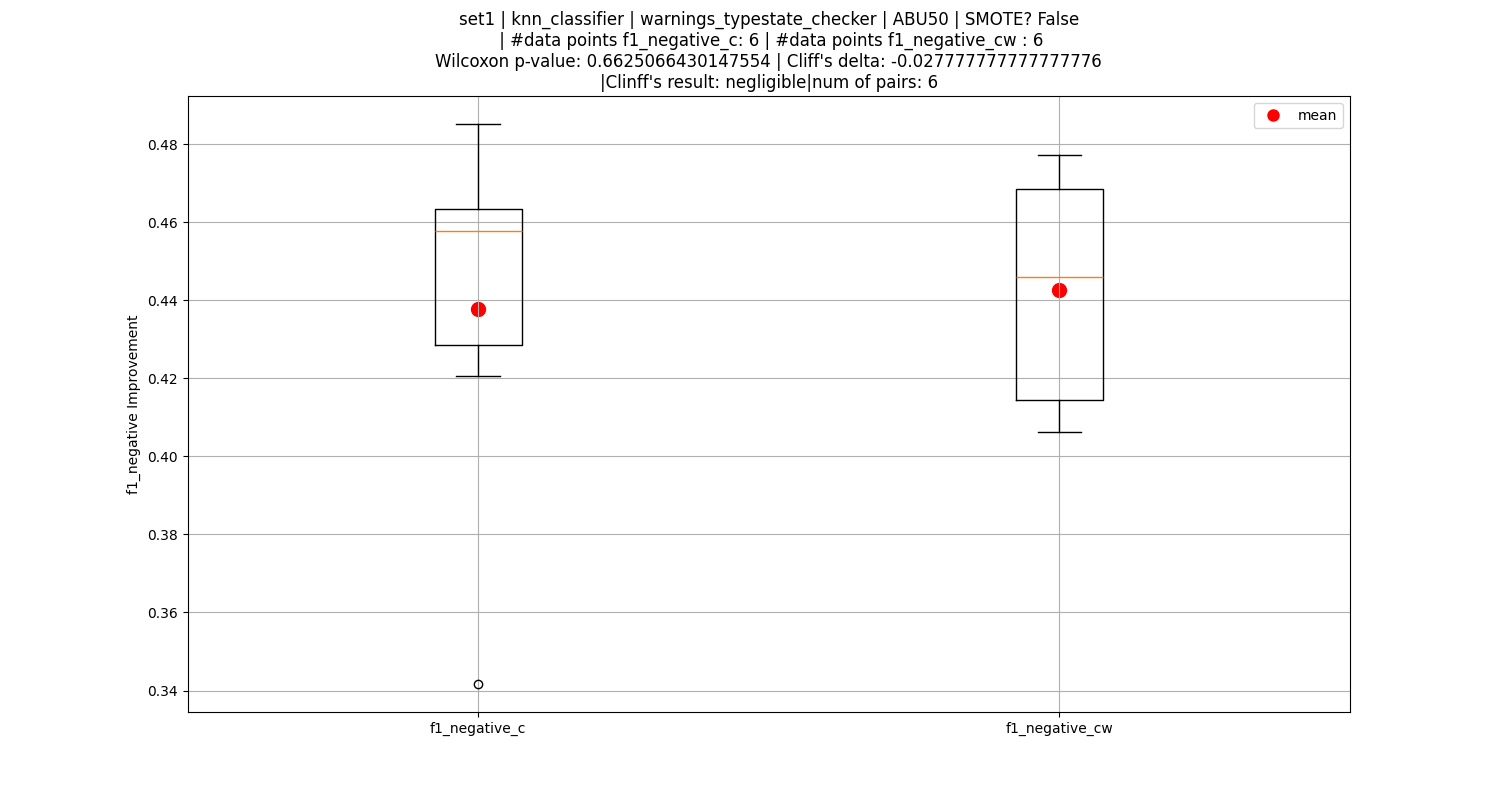 set1 | knn_classifier | warnings_typestate_checker | ABU50 | SMOTE? False
| #data points f1_negative_c: 6 | #data points f1_negative_cw : 6
Wilcoxon p-value: 0.6625066430147554 | Cliff's delta: -0.027777777777777776
|Clinff's result: negligible|num of pairs: 6
mean
f1_negative Improvement
0.48
0.46
0.44
0.42
0.40
0.38
0.36
0.34
f1_negative_c
f1_negative_cw